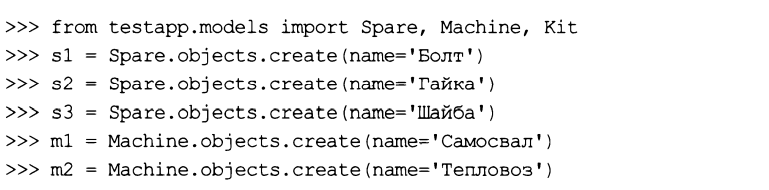 >>> from testapp.models import Spare, Machine, Kit
>>> s1 = Spare.objects.create(name='Болт')
>>> s2 = Spare.objects.create(name='Гайка')
>>> s3 = Spare.objects.create(name='Шайба')
>>> m1 = Machine.objects.create(name='Самосвал')
>>> m2 = Machine.objects.create(name='Тепловоз')